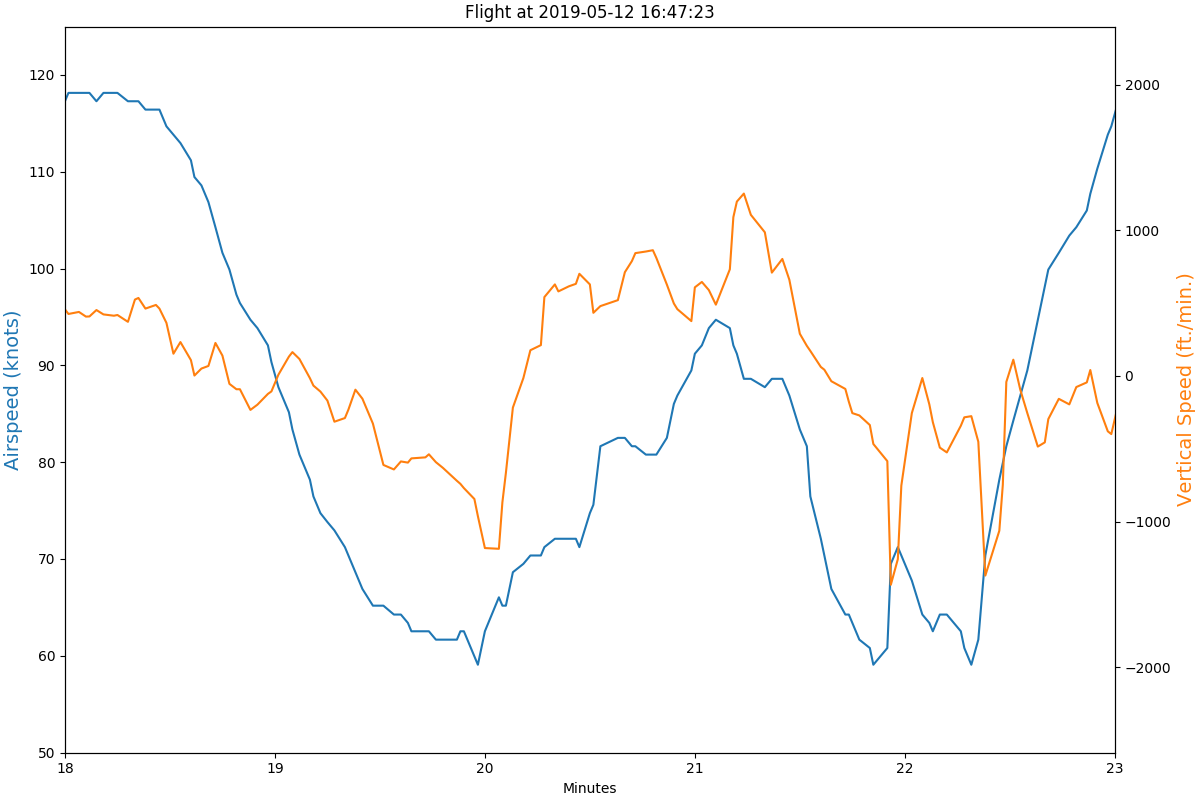 Flight at 2019-05-12 16:47:23
Airspeed (knots)
120
110
100
90
80
70
60
50
2000
1000
0
−1000
−2000
Vertical Speed (ft./min.)
18 19 20 21 22 23
Minutes